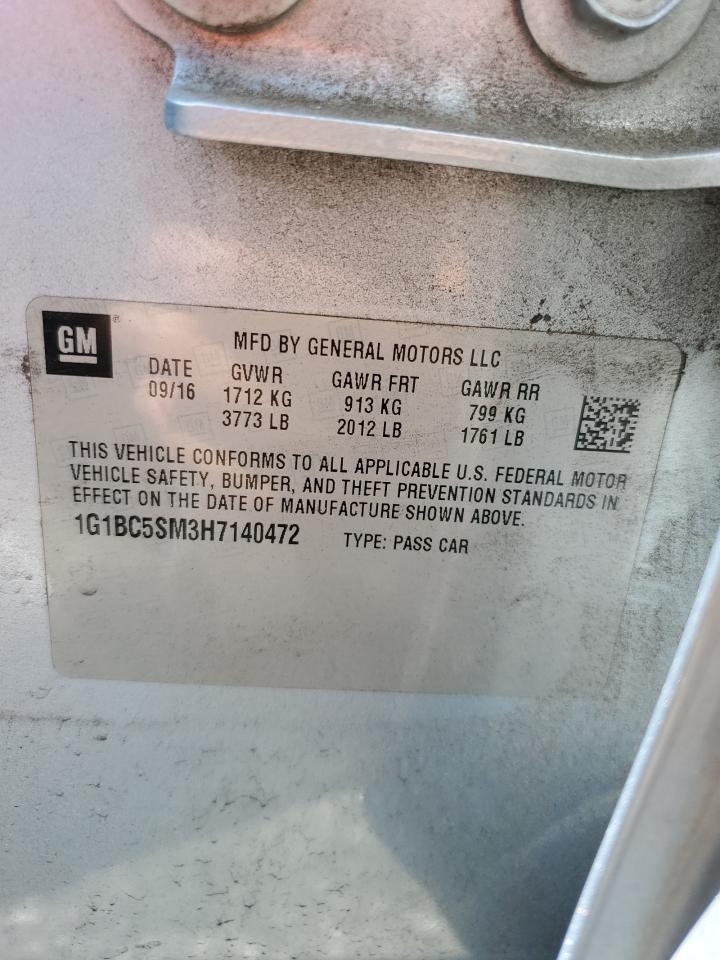 GM®
MFD BY GENERAL MOTORS LLC
DATE GVWR GAWR FRT GAWR RR
09/16 1712 KG 913 KG 799 KG
3773 LB 2012 LB 1761 LB
THIS VEHICLE CONFORMS TO ALL APPLICABLE U.S. FEDERAL MOTOR
VEHICLE SAFETY, BUMPER, AND THEFT PREVENTION STANDARDS IN
EFFECT ON THE DATE OF MANUFACTURE SHOWN ABOVE.
1G1BC5SM3H7140472 TYPE: PASS CAR